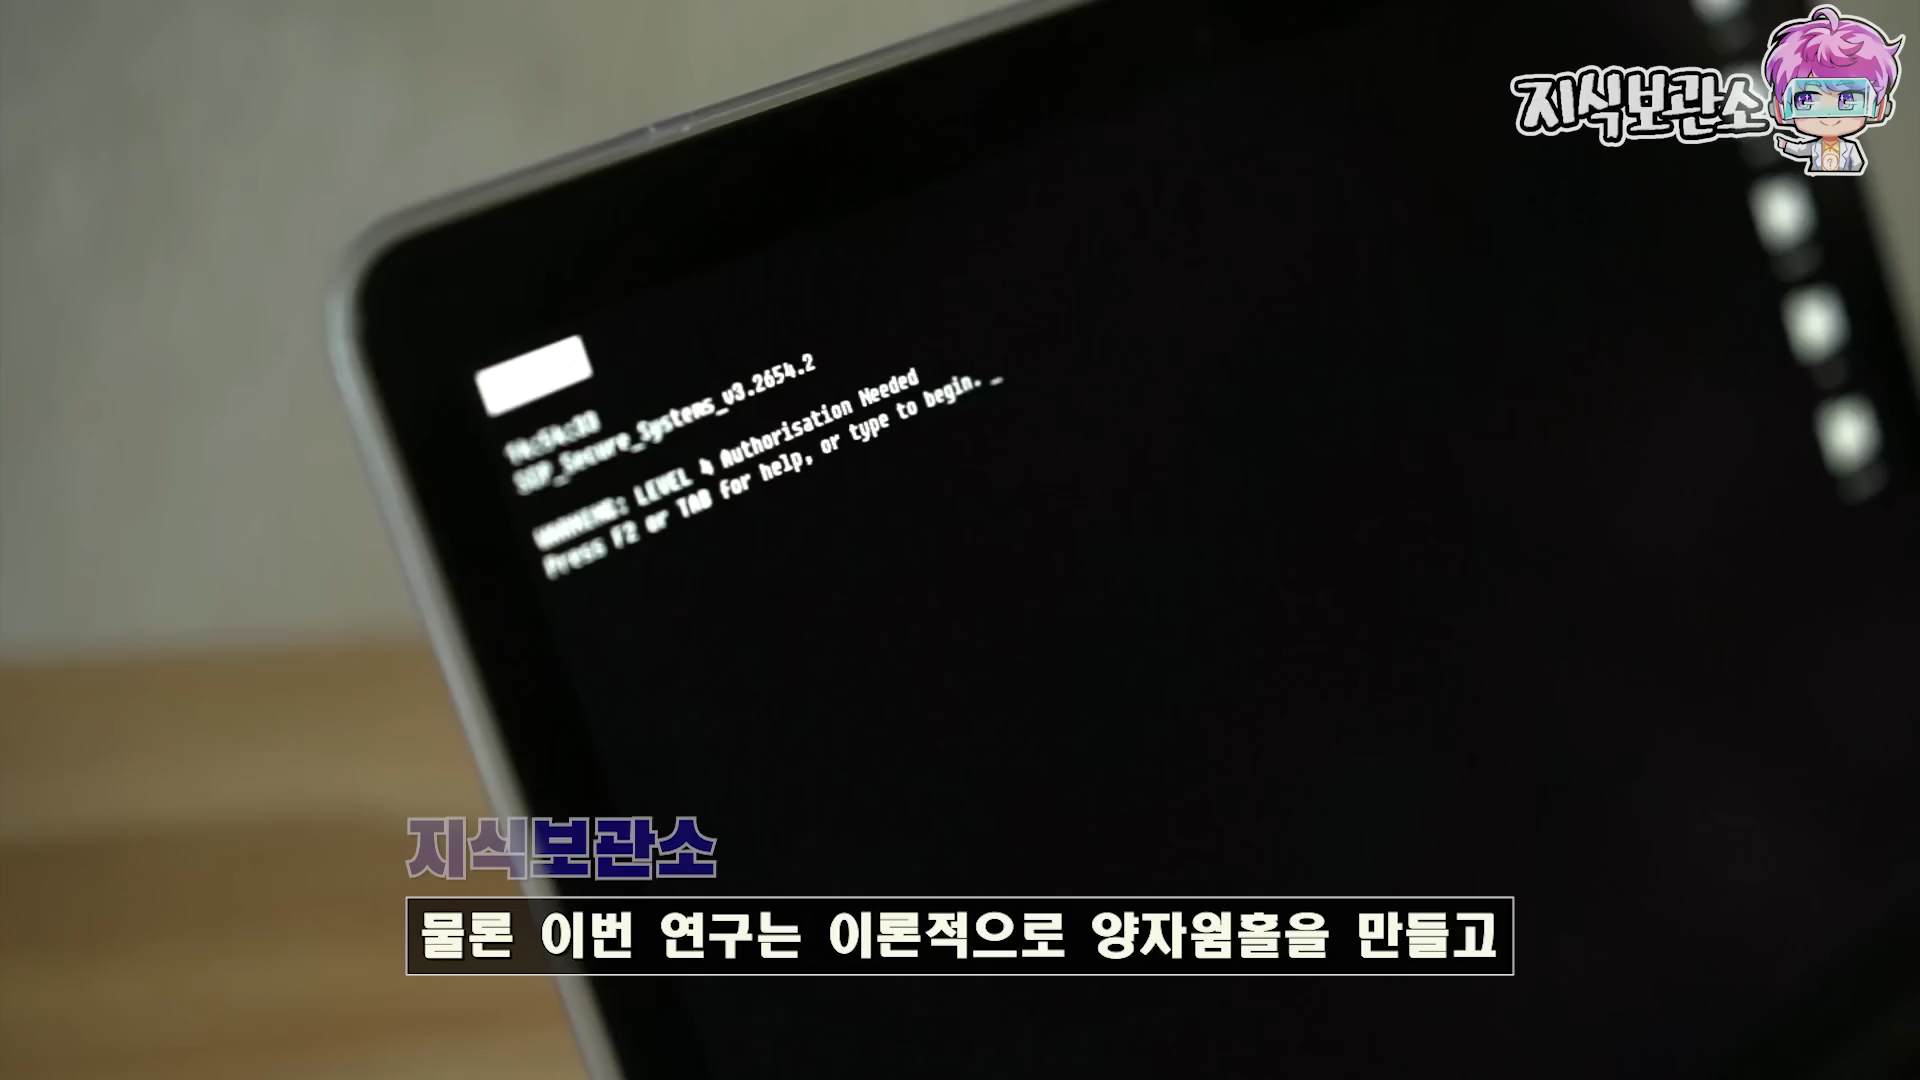 지식보관소
SGP_Secure_Systems_v3.2654.2
WARNING: LEVEL 4 Authorisation Needed
Press F2 or TAB for help, or type to begin. _
지식보관소
물론 이번 연구는 이론적으로 양자웜홀을 만들고